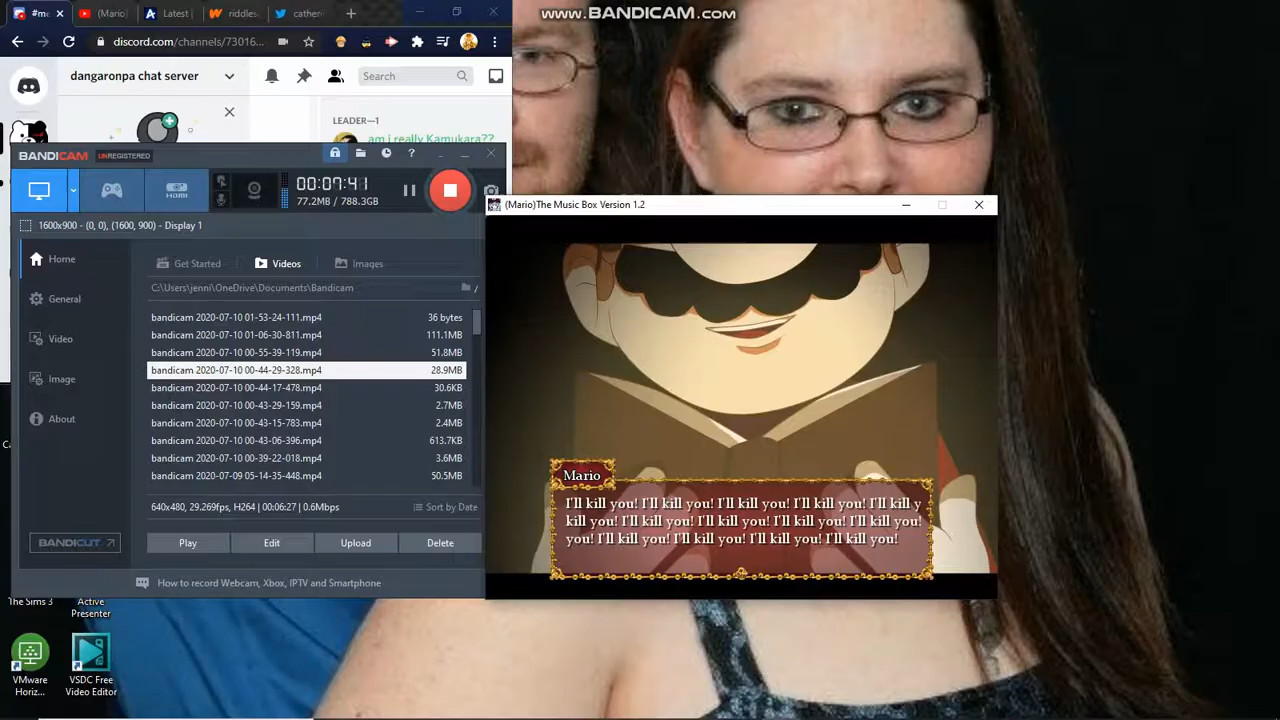 www.BANDICAM.com
#me
(Mario)
Latest
riddles
cather
discord.com/channels/73016...
dangaronpa chat server
Search
LEADER—1
am i really Kamukara??
BANDICAM UNREGISTERED
00:07:41
77.2MB / 788.3GB
HDMI
1600x900 - (0, 0), (1600, 900) - Display 1
Home
General
Video
Image
About
BANDICUT
Get Started
Videos
Images
C:\Users\jenni\OneDrive\Documents\Bandicam
bandicam 2020-07-10 01-53-24-111.mp4 36 bytes
bandicam 2020-07-10 01-06-30-811.mp4 111.1MB
bandicam 2020-07-10 00-55-39-119.mp4 51.8MB
bandicam 2020-07-10 00-44-29-328.mp4 28.9MB
bandicam 2020-07-10 00-44-17-478.mp4 30.6KB
bandicam 2020-07-10 00-43-29-159.mp4 2.7MB
bandicam 2020-07-10 00-43-15-783.mp4 2.4MB
bandicam 2020-07-10 00-43-06-396.mp4 613.7KB
bandicam 2020-07-10 00-39-22-018.mp4 3.6MB
bandicam 2020-07-09 05-14-35-448.mp4 50.5MB
640x480, 29.269fps, H264 | 00:06:27 | 0.6Mbps
Sort by Date
Play
Edit
Upload
Delete
How to record Webcam, Xbox, IPTV and Smartphone
(Mario)The Music Box Version 1.2
Mario
I'll kill you! I'll kill you! I'll kill you! I'll kill you! I'll kill y
kill you! I'll kill you! I'll kill you! I'll kill you! I'll kill you!
you! I'll kill you! I'll kill you! I'll kill you! I'll kill you!
The Sims 3
Active
Presenter
VMware
Horiz...
VSDC Free
Video Editor